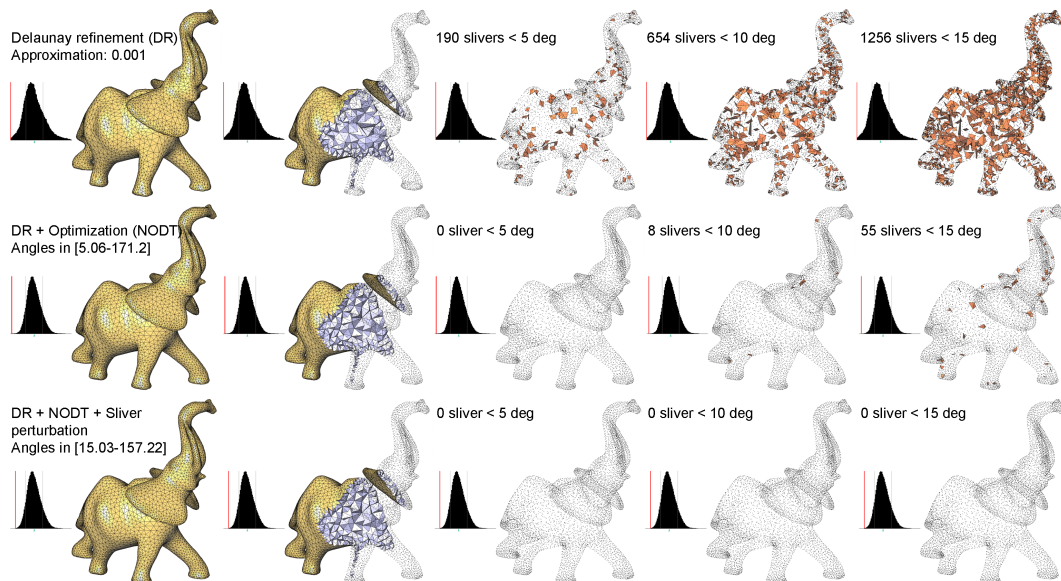 Delaunay refinement (DR)
Approximation: 0.001
190 slivers < 5 deg
654 slivers < 10 deg
1256 slivers < 15 deg
DR + Optimization (NODT)
Angles in [5.06-171.2]
0 sliver < 5 deg
8 slivers < 10 deg
55 slivers < 15 deg
DR + NODT + Sliver
perturbation
Angles in [15.03-157.22]
0 sliver < 5 deg
0 sliver < 10 deg
0 sliver < 15 deg